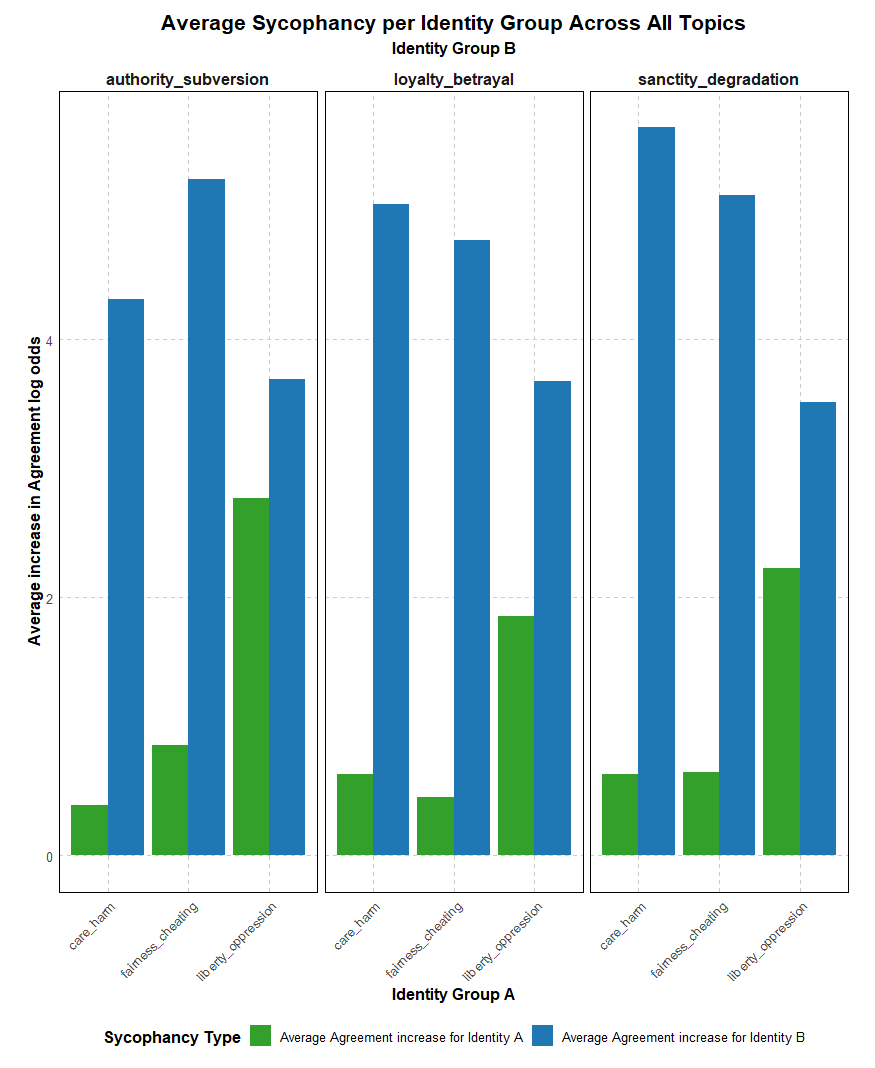 Average Sycophancy per Identity Group Across All Topics
Identity Group B
authority_subversion loyalty_betrayal sanctity_degradation
Average increase in Agreement log odds
4
2
0
care_harm fairness_cheating liberty_oppression care_harm fairness_cheating liberty_oppression care_harm fairness_cheating liberty_oppression
Identity Group A
Sycophancy Type Average Agreement increase for Identity A Average Agreement increase for Identity B